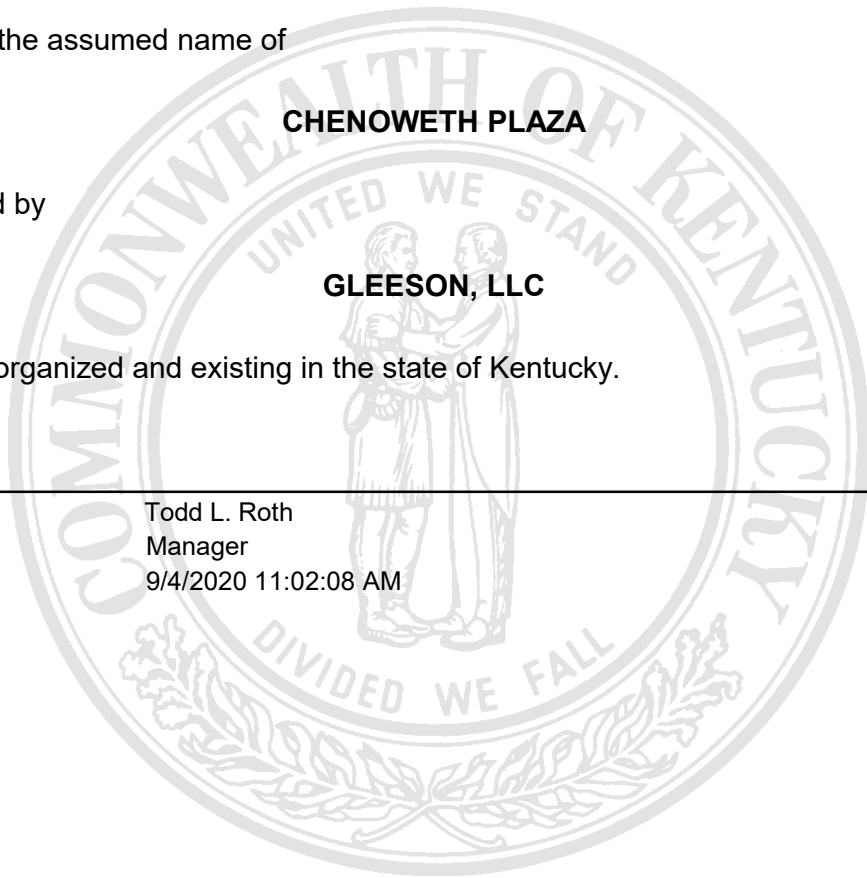 the assumed name of
CHENOWETH PLAZA
d by
GLEESON, LLC
organized and existing in the state of Kentucky.
Todd L. Roth
Manager
9/4/2020 11:02:08 AM
COMMONWEALTH OF KENTUCKY
UNITED WE STAND
DIVIDED WE FALL